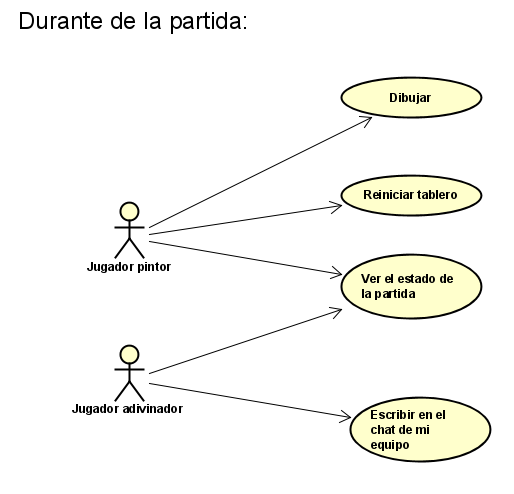 Durante de la partida:
Dibujar
Reiniciar tablero
Jugador pintor
Ver el estado de
la partida
Jugador adivinador
Escribir en el
chat de mi
equipo